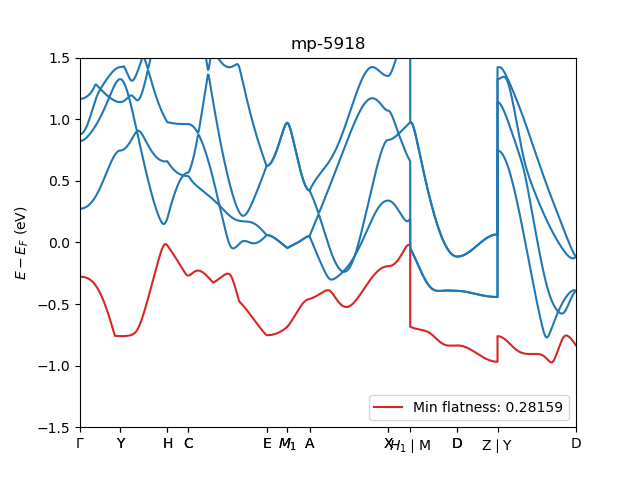 mp-5918
E − E_F (eV)
1.5
1.0
0.5
0.0
−0.5
−1.0
−1.5
Min flatness: 0.28159
Γ Y H C E M₁ A X H₁ | M D Z | Y D